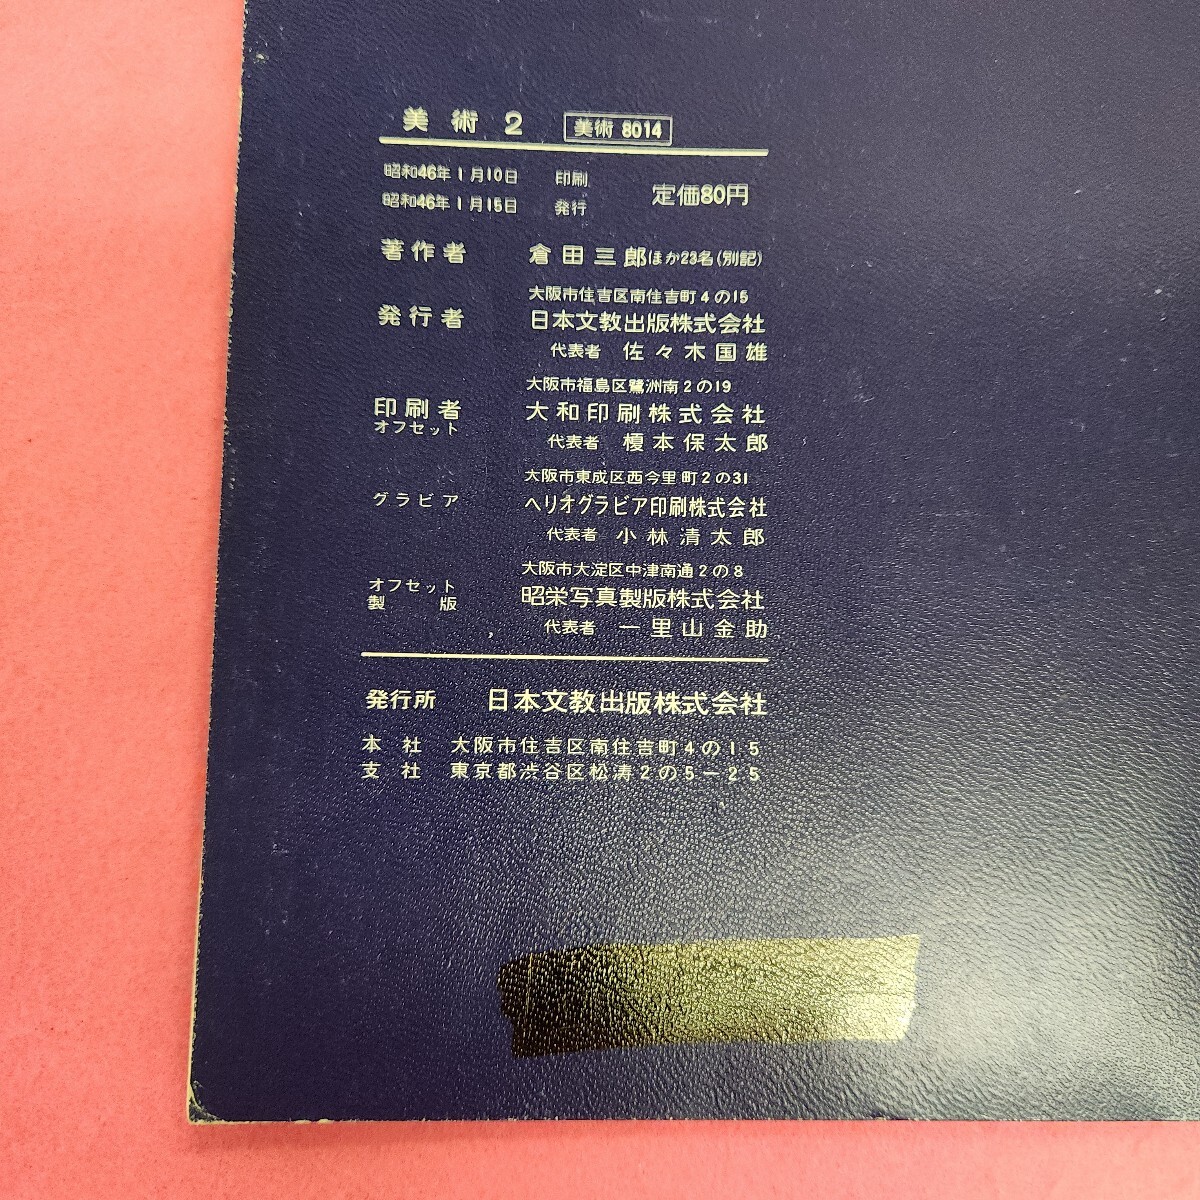 美術 2 美術 8014
昭和46年1月10日 印刷
昭和46年1月15日 発行
定価80円
著作者 倉田三郎ほか23名(別記)
大阪市住吉区南住吉町4の15
発行者 日本文教出版株式会社
代表者 佐々木国雄
大阪市福島区鷺洲南2の19
印刷者 大和印刷株式会社
オフセット
代表者 榎本保太郎
大阪市東成区西今里町2の31
グラビア ヘリオグラビア印刷株式会社
代表者 小林清太郎
大阪市大淀区中津南通2の8
オフセット
製版 昭栄写真製版株式会社
代表者 一里山金助
発行所 日本文教出版株式会社
本社 大阪市住吉区南住吉町4の15
支社 東京都渋谷区松涛2の5-25